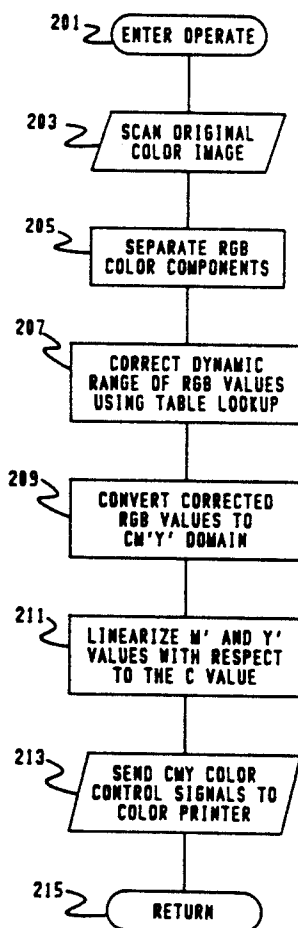 201
ENTER OPERATE
203
SCAN ORIGINAL
COLOR IMAGE
205
SEPARATE RGB
COLOR COMPONENTS
207
CORRECT DYNAMIC
RANGE OF RGB VALUES
USING TABLE LOOKUP
209
CONVERT CORRECTED
RGB VALUES TO
CM'Y' DOMAIN
211
LINEARIZE M' AND Y'
VALUES WITH RESPECT
TO THE C VALUE
213
SEND CMY COLOR
CONTROL SIGNALS TO
COLOR PRINTER
215
RETURN